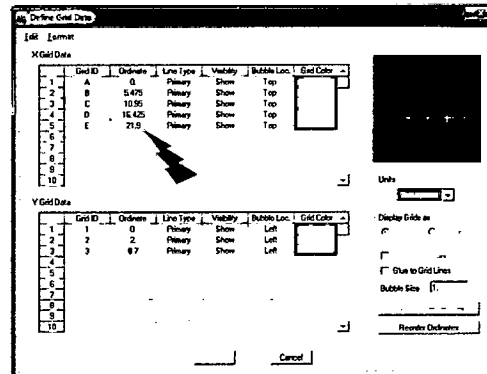 Define Grid Data
Edit Format
X Grid Data
Grid ID Ordinate Line Type Visibility Bubble Loc. Grid Color
1 A 0. Primary Show Top
2 B 5.475 Primary Show Top
3 C 10.95 Primary Show Top
4 D 16.425 Primary Show Top
5 E 21.9 Primary Show Top
6
7
8
9
10
Units
Y Grid Data
Grid ID Ordinate Line Type Visibility Bubble Loc. Grid Color
1 1 0. Primary Show Left
2 2 2. Primary Show Left
3 3 Primary Show Left
4
5
6
7
8
9
10
Display Grids as
Glue to Grid Lines
Bubble Size 1.
Reorder Ordinates
Cancel